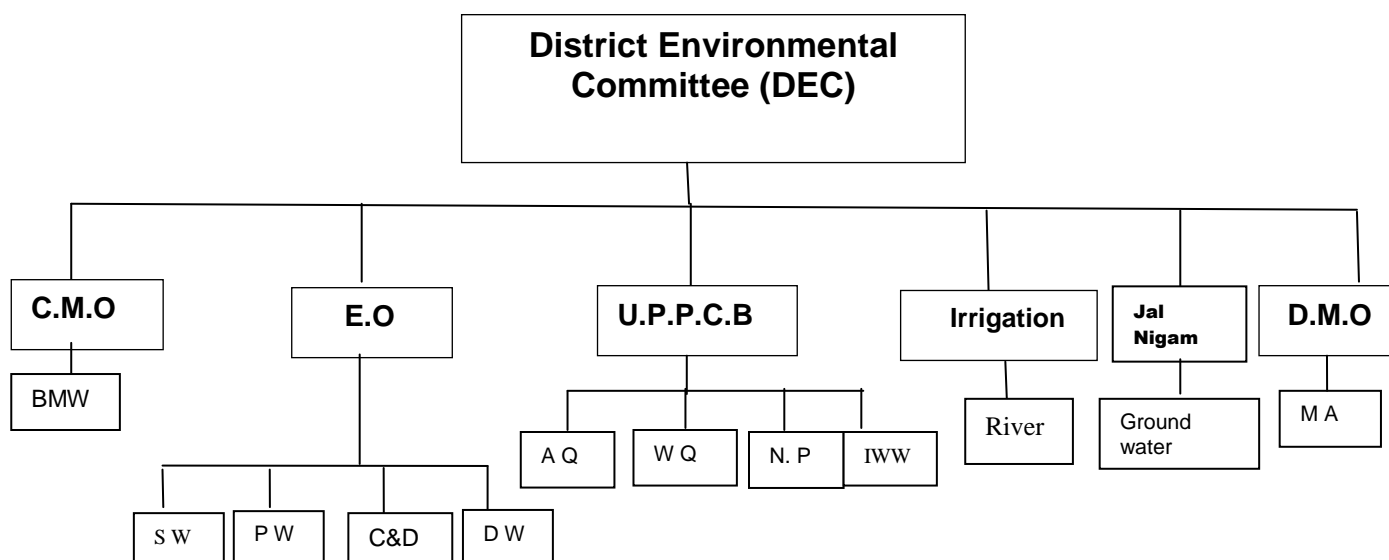 District Environmental
Committee (DEC)
C.M.O
E.O
U.P.P.C.B
Irrigation
Jal
Nigam
D.M.O
BMW
River
Ground
water
M A
A Q
W Q
N. P
IWW
S W
P W
C&D
D W